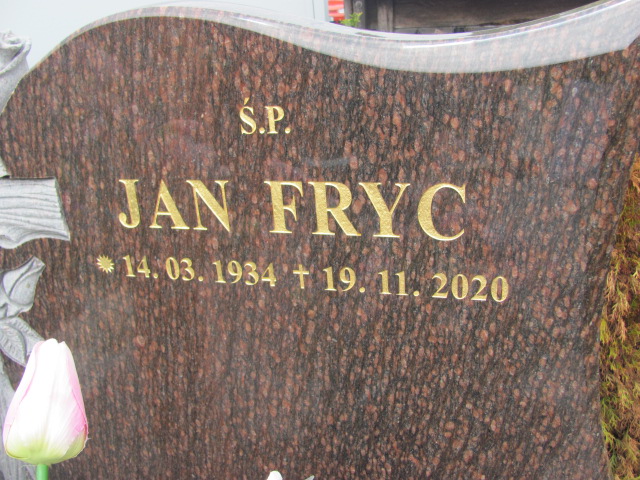 Ś.P.
JAN FRYC
* 14. 03. 1934 † 19. 11. 2020